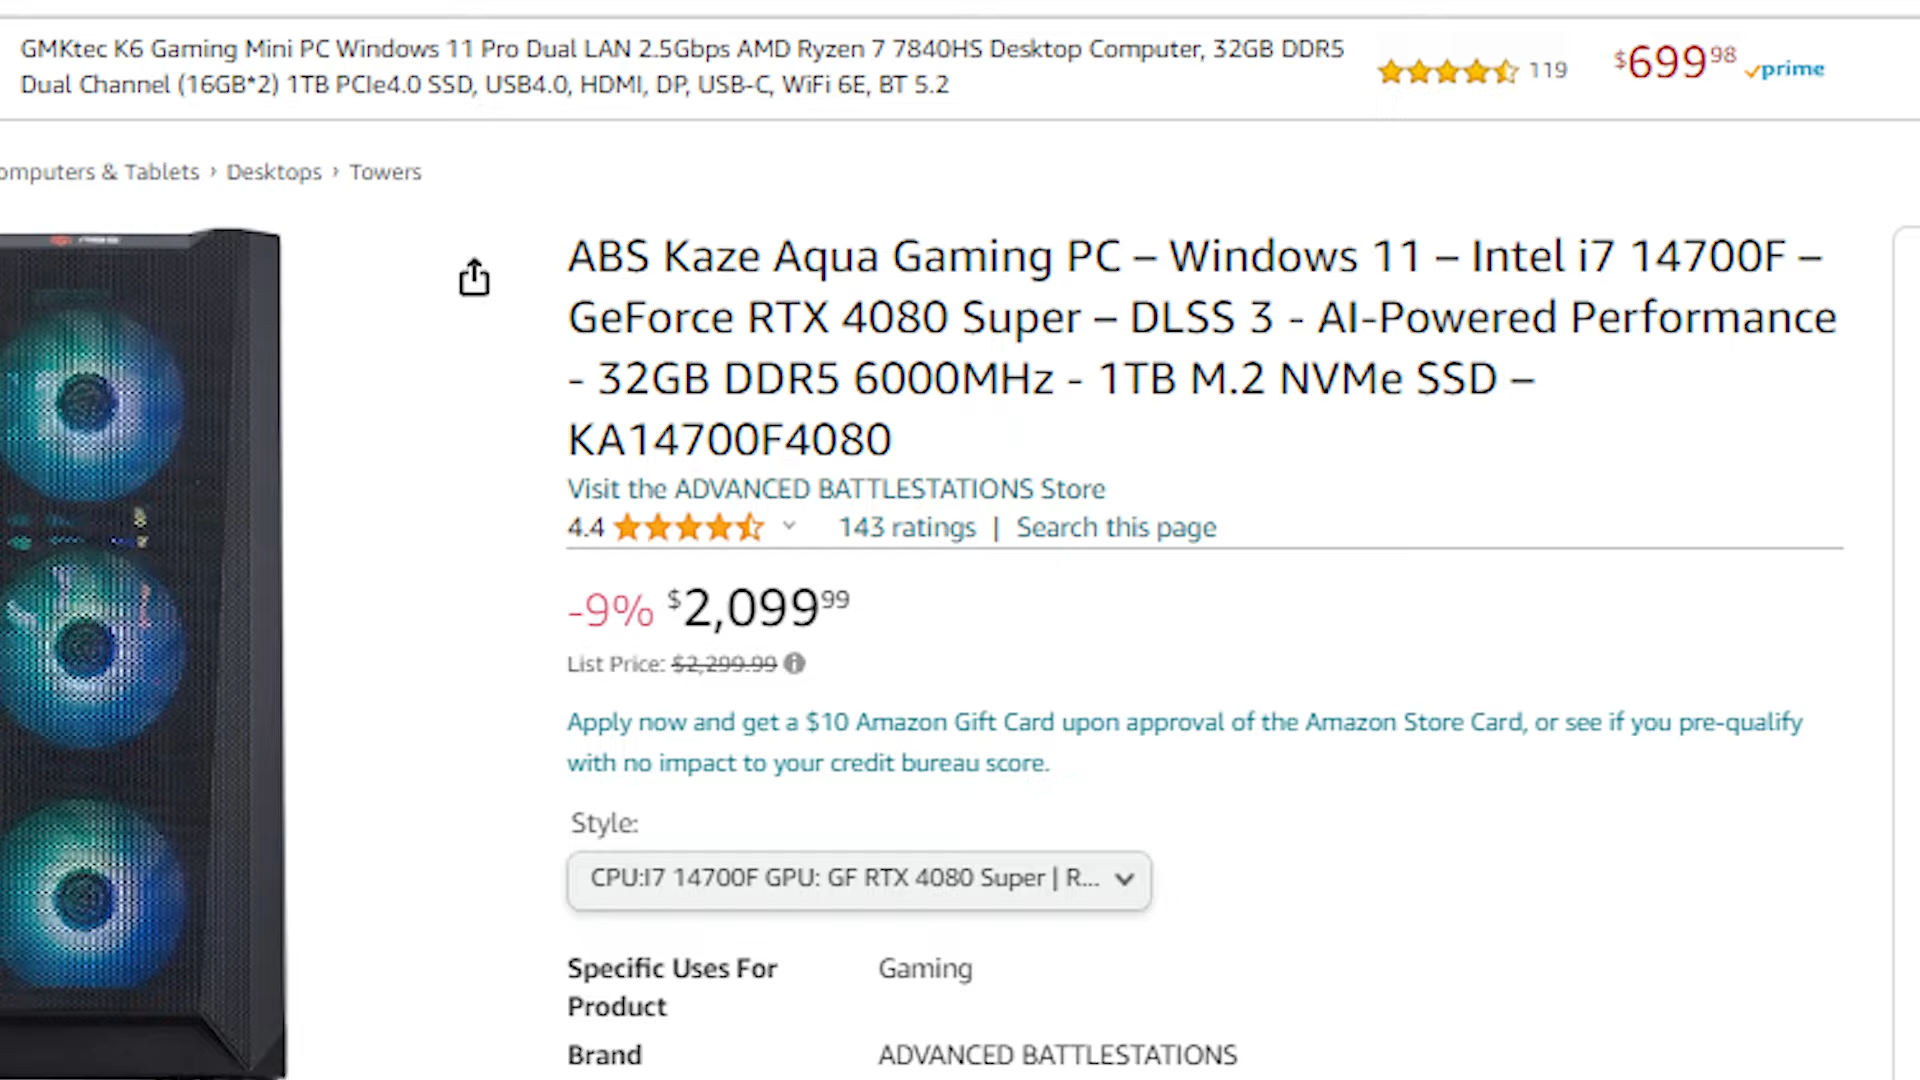 GMKtec K6 Gaming Mini PC Windows 11 Pro Dual LAN 2.5Gbps AMD Ryzen 7 7840HS Desktop Computer, 32GB DDR5
Dual Channel (16GB*2) 1TB PCIe4.0 SSD, USB4.0, HDMI, DP, USB-C, WiFi 6E, BT 5.2
119
$699.98 prime
omputers & Tablets › Desktops › Towers
ABS Kaze Aqua Gaming PC – Windows 11 – Intel i7 14700F –
GeForce RTX 4080 Super – DLSS 3 - AI-Powered Performance
- 32GB DDR5 6000MHz - 1TB M.2 NVMe SSD –
KA14700F4080
Visit the ADVANCED BATTLESTATIONS Store
4.4 143 ratings | Search this page
-9% $2,099.99
List Price: $2,299.99
Apply now and get a $10 Amazon Gift Card upon approval of the Amazon Store Card, or see if you pre-qualify
with no impact to your credit bureau score.
Style:
CPU:I7 14700F GPU: GF RTX 4080 Super | R...
Specific Uses For Gaming
Product
Brand ADVANCED BATTLESTATIONS